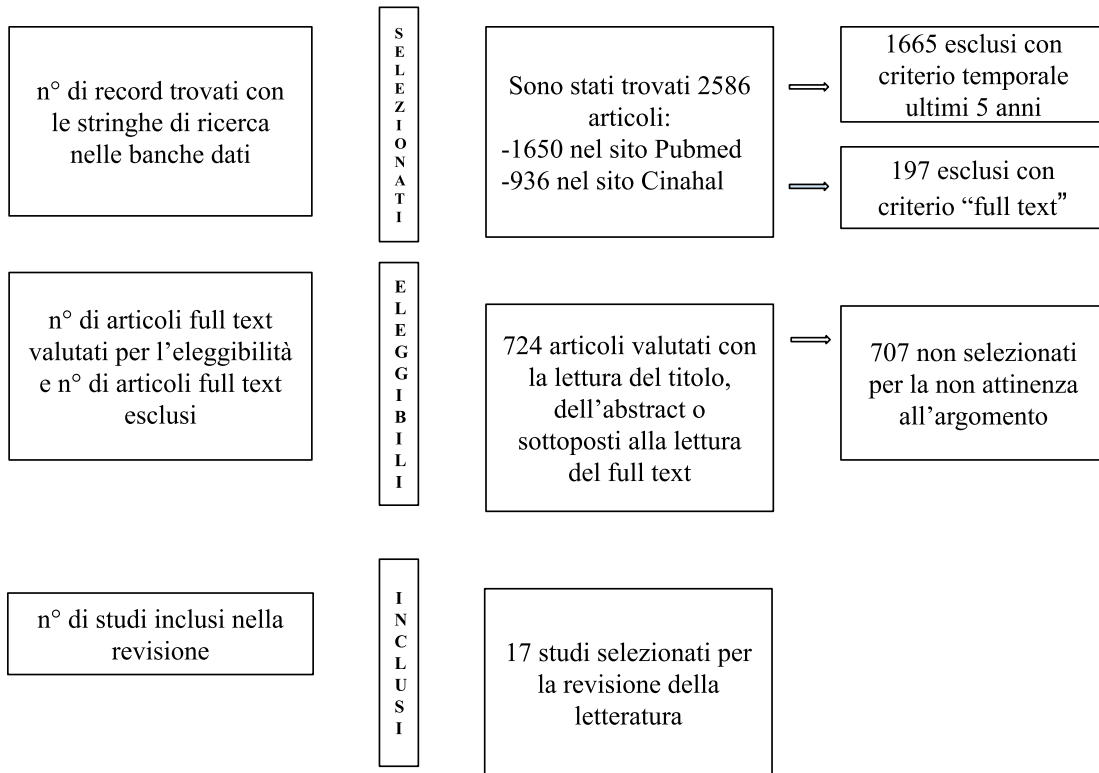 n° di record trovati con
le stringhe di ricerca
nelle banche dati
SELEZIONATI
Sono stati trovati 2586
articoli:
-1650 nel sito Pubmed
-936 nel sito Cinahal
1665 esclusi con
criterio temporale
ultimi 5 anni
197 esclusi con
criterio “full text”
n° di articoli full text
valutati per l’eleggibilità
e n° di articoli full text
esclusi
ELEGGIBILI
724 articoli valutati con
la lettura del titolo,
dell’abstract o
sottoposti alla lettura
del full text
707 non selezionati
per la non attinenza
all’argomento
n° di studi inclusi nella
revisione
INCLUSI
17 studi selezionati per
la revisione della
letteratura